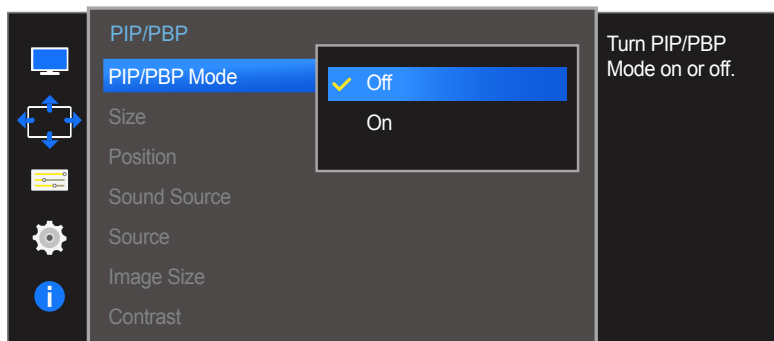 PIP/PBP
PIP/PBP Mode
Size
Position
Sound Source
Source
Image Size
Contrast
Off
On
Turn PIP/PBP
Mode on or off.